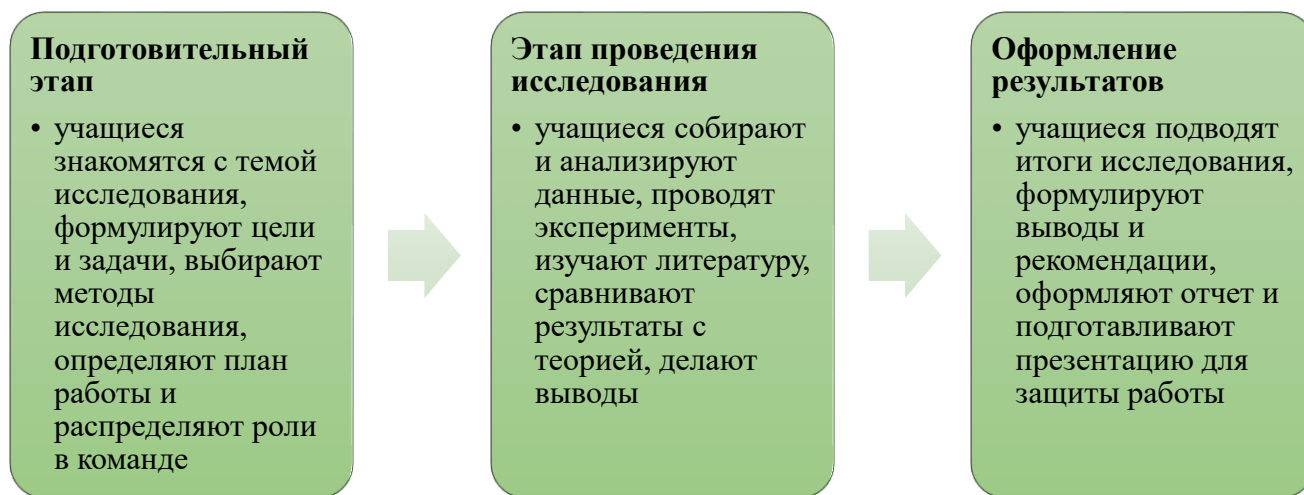 Подготовительный
этап
• учащиеся
знакомятся с темой
исследования,
формулируют цели
и задачи, выбирают
методы
исследования,
определяют план
работы и
распределяют роли
в команде
Этап проведения
исследования
• учащиеся собирают
и анализируют
данные, проводят
эксперименты,
изучают литературу,
сравнивают
результаты с
теорией, делают
выводы
Оформление
результатов
• учащиеся подводят
итоги исследования,
формулируют
выводы и
рекомендации,
оформляют отчет и
подготавливают
презентацию для
защиты работы